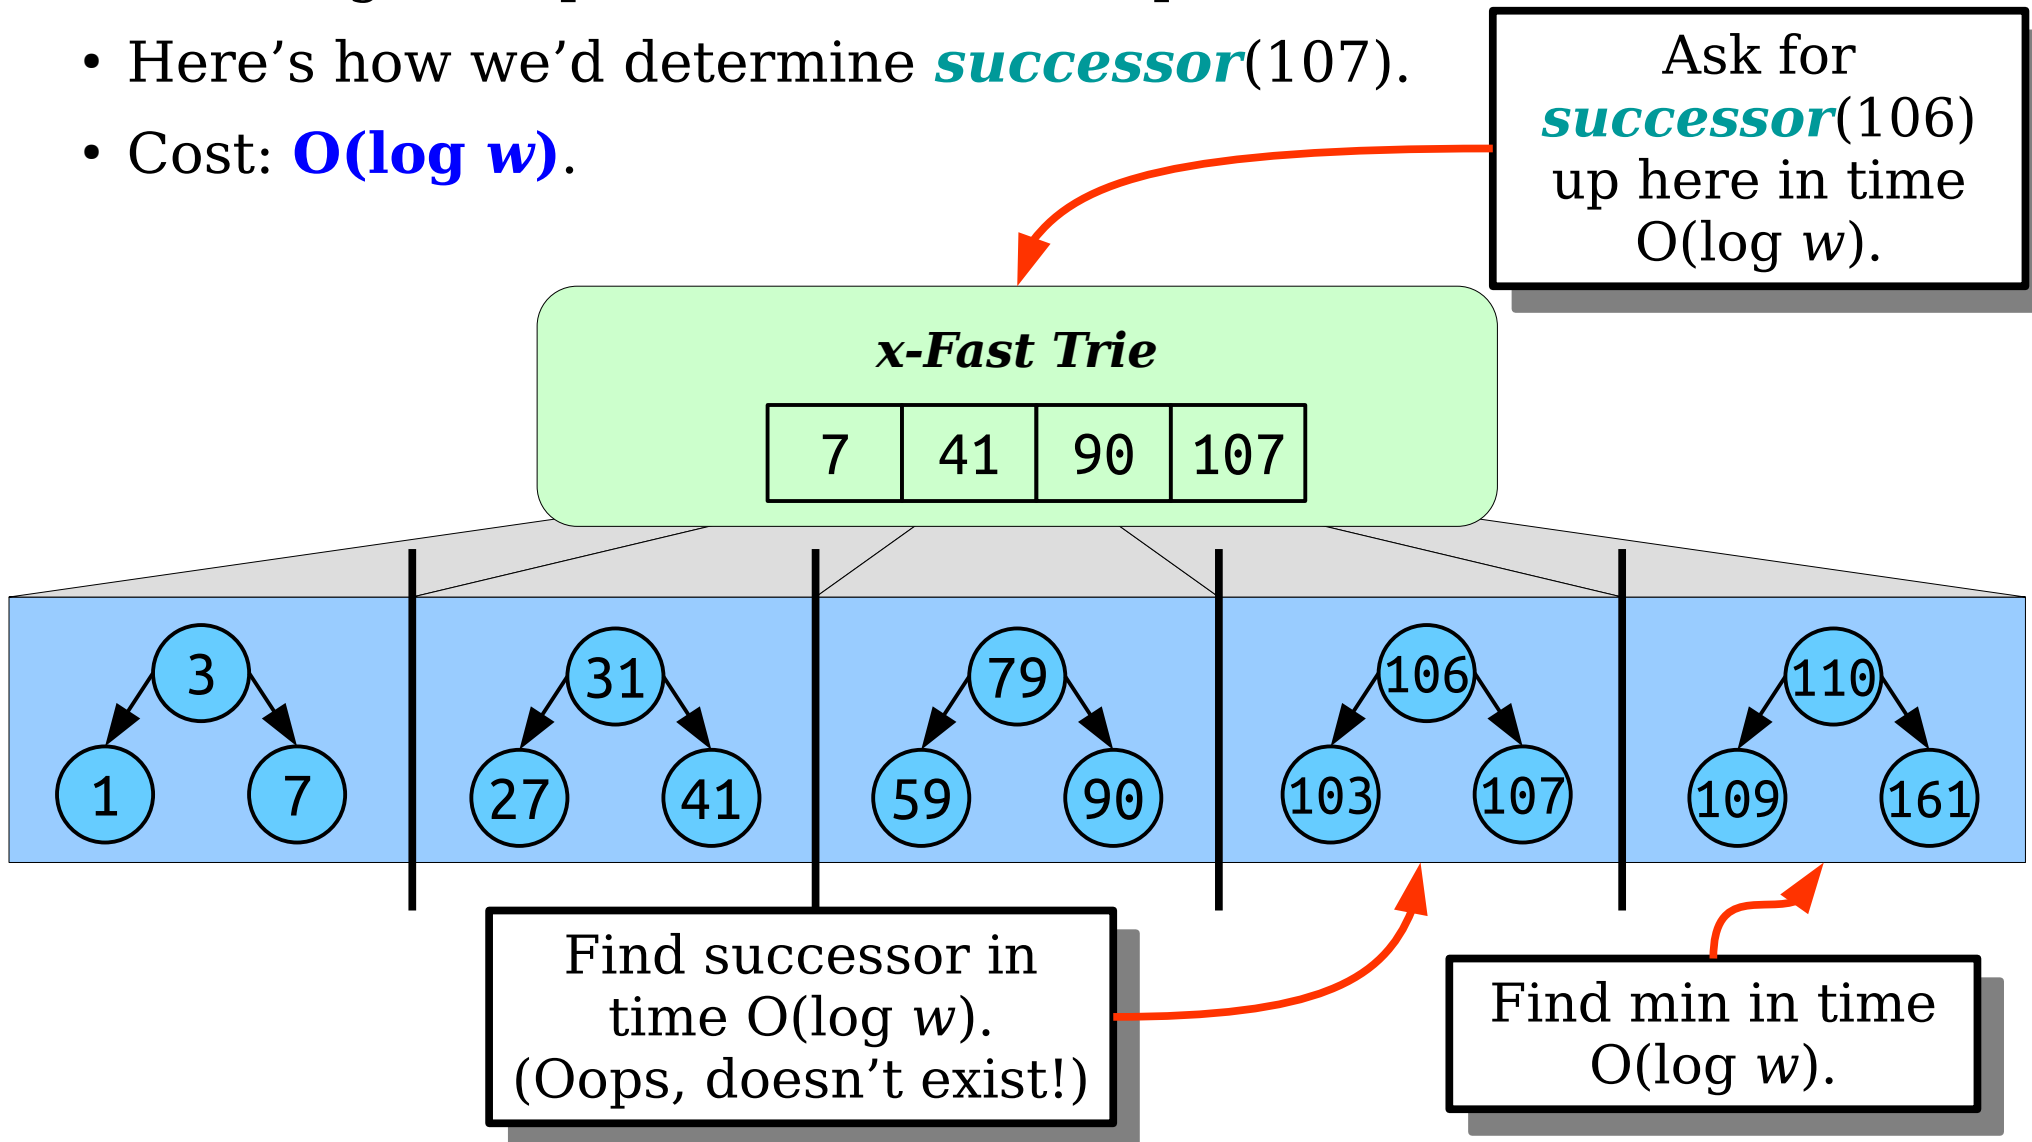 • Here’s how we’d determine successor(107).
• Cost: O(log w).
Ask for
successor(106)
up here in time
O(log w).
x-Fast Trie
7 41 90 107
3 31 79 106 110
1 7 27 41 59 90 103 107 109 161
Find successor in
time O(log w).
(Oops, doesn’t exist!)
Find min in time
O(log w).